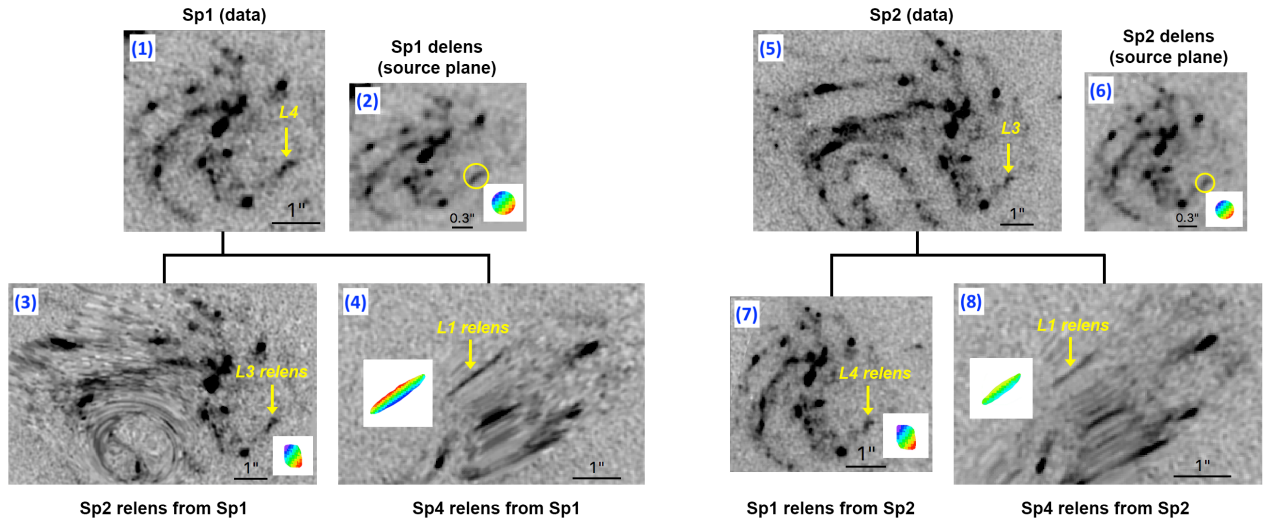 Sp1 (data)
(1)
L4
1"
Sp1 delens
(source plane)
(2)
0.3"
Sp2 (data)
(5)
L3
1"
Sp2 delens
(source plane)
(6)
0.3"
(3)
L3 relens
1"
Sp2 relens from Sp1
(4)
L1 relens
1"
Sp4 relens from Sp1
(7)
L4 relens
1"
Sp1 relens from Sp2
(8)
L1 relens
1"
Sp4 relens from Sp2